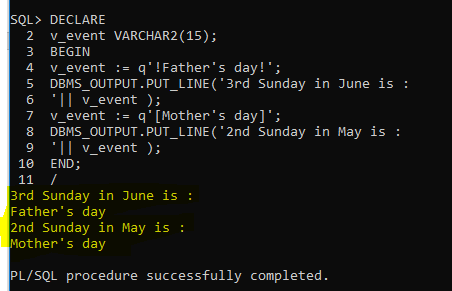 SQL> DECLARE
2 v_event VARCHAR2(15);
3 BEGIN
4 v_event := q'!Father's day!';
5 DBMS_OUTPUT.PUT_LINE('3rd Sunday in June is :
6 '|| v_event );
7 v_event := q'[Mother's day]';
8 DBMS_OUTPUT.PUT_LINE('2nd Sunday in May is :
9 '|| v_event );
10 END;
11 /
3rd Sunday in June is :
Father's day
2nd Sunday in May is :
Mother's day
PL/SQL procedure successfully completed.